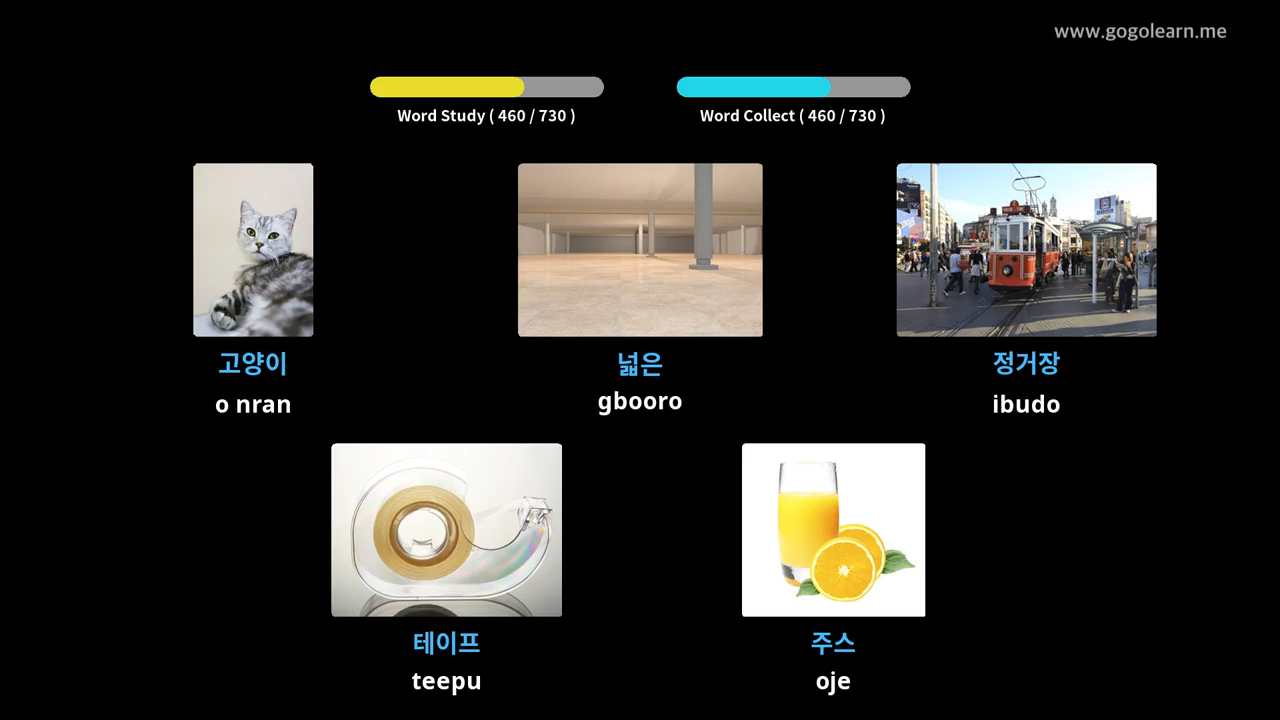 www.gogolearn.me
Word Study ( 460 / 730 )
Word Collect ( 460 / 730 )
고양이
o nran
넓은
gbooro
정거장
ibudo
테이프
teepu
주스
oje